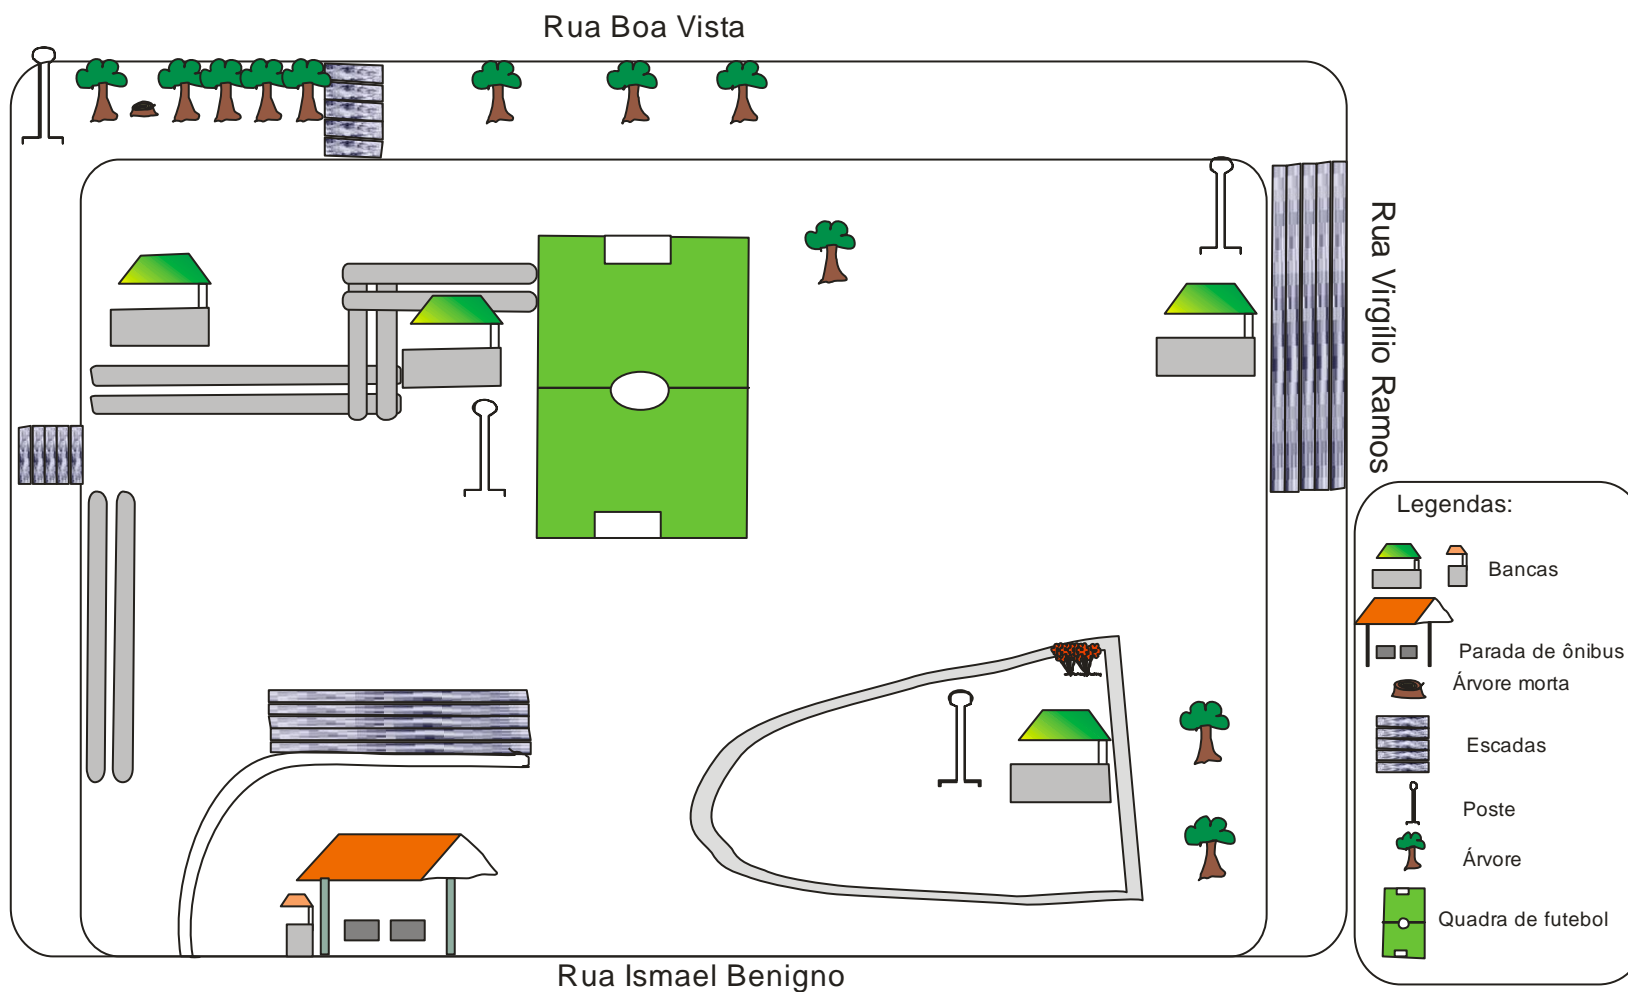 Rua Boa Vista
Rua Virgílio Ramos
Legendas:
Bancas
Parada de ônibus
Árvore morta
Escadas
Poste
Árvore
Quadra de futebol
Rua Ismael Benigno